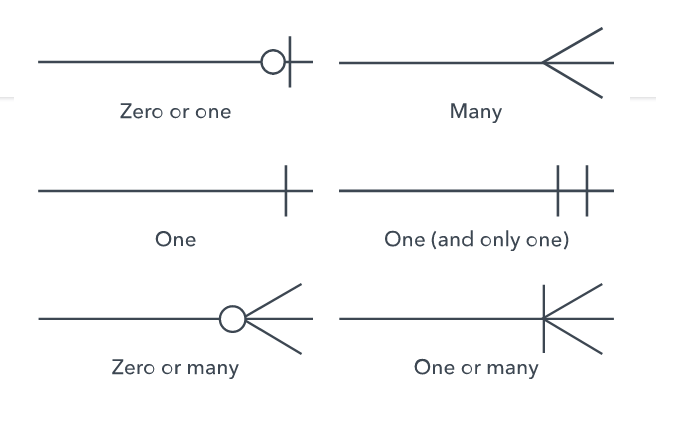 Zero or one
Many
One
One (and only one)
Zero or many
One or many